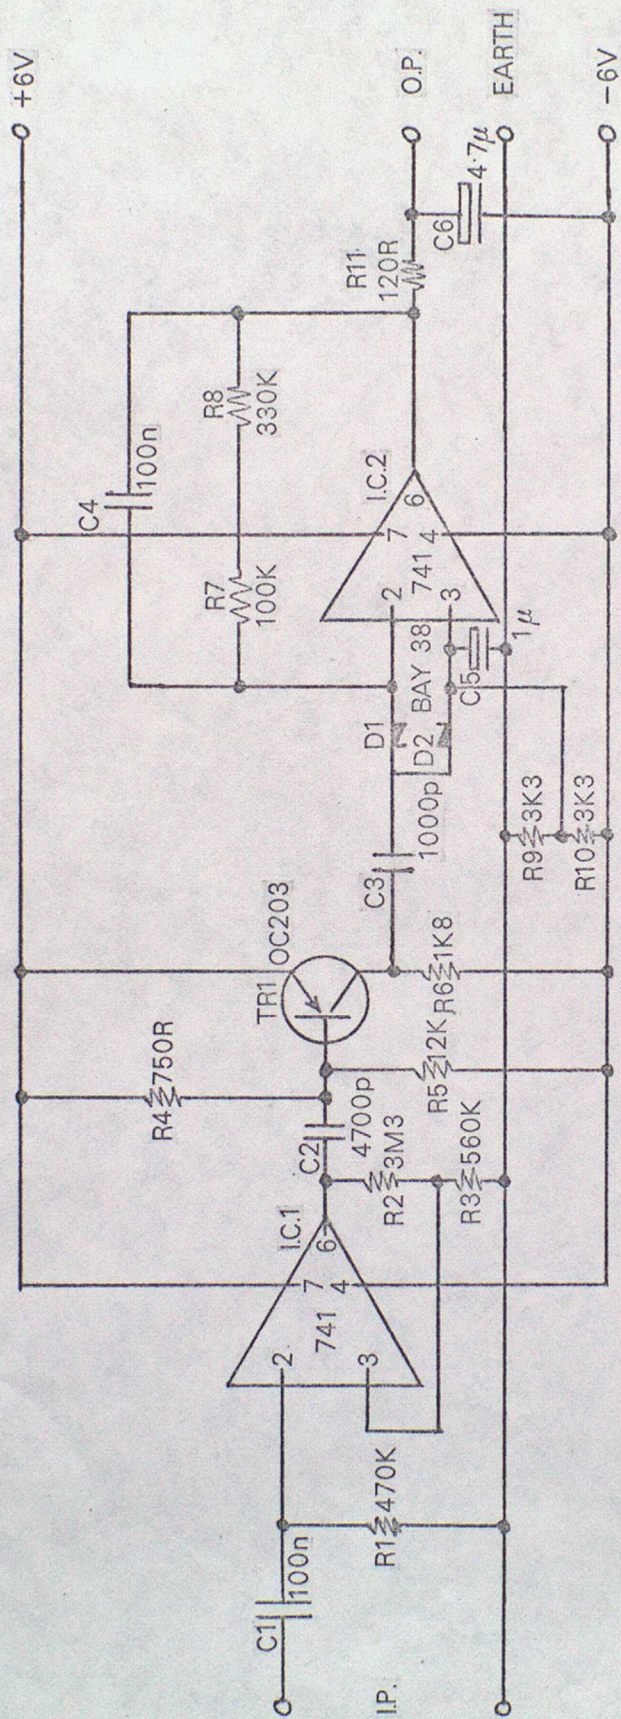 +6V
C4
100n
R8
330K
R7
100K
R11
120R
O.P.
C6
4·7µ
EARTH
−6V
I.C.2
2
7
6
741
3
4
D1
BAY 38
D2
C5
1µ
R9 3K3
R10 3K3
C3
1000p
TR1
OC203
R4 750R
R6 1K8
R5 12K
C2
4700p
R2 3M3
R3 560K
I.C.1
2
7
6
741
3
4
C1
100n
R1 470K
I.P.